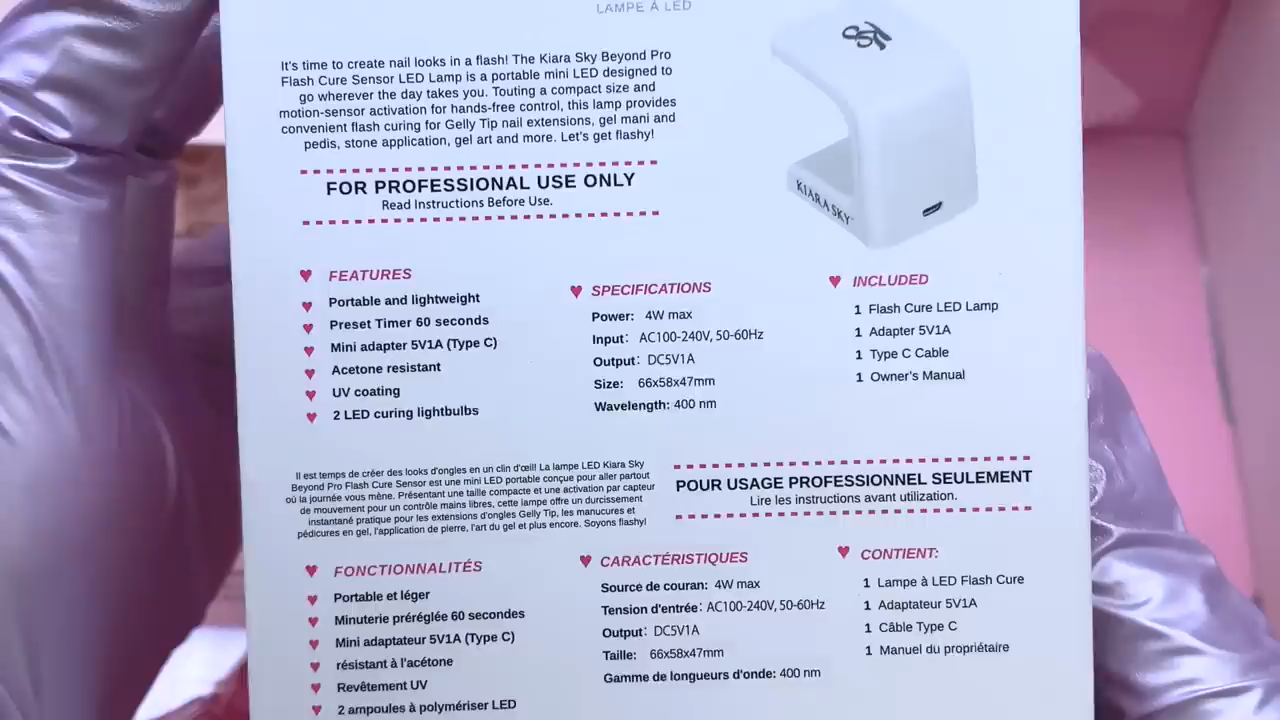 LAMPE À LED
It's time to create nail looks in a flash! The Kiara Sky Beyond Pro
Flash Cure Sensor LED Lamp is a portable mini LED designed to
go wherever the day takes you. Touting a compact size and
motion-sensor activation for hands-free control, this lamp provides
convenient flash curing for Gelly Tip nail extensions, gel mani and
pedis, stone application, gel art and more. Let's get flashy!
KIARA SKY
FOR PROFESSIONAL USE ONLY
Read Instructions Before Use.
FEATURES
Portable and lightweight
Preset Timer 60 seconds
Mini adapter 5V1A (Type C)
Acetone resistant
UV coating
2 LED curing lightbulbs
SPECIFICATIONS
Power: 4W max
Input: AC100-240V, 50-60Hz
Output: DC5V1A
Size: 66x58x47mm
Wavelength: 400 nm
INCLUDED
1 Flash Cure LED Lamp
1 Adapter 5V1A
1 Type C Cable
1 Owner's Manual
Il est temps de créer des looks d'ongles en un clin d'œil! La lampe LED Kiara Sky
Beyond Pro Flash Cure Sensor est une mini LED portable conçue pour aller partout
où la journée vous mène. Présentant une taille compacte et une activation par capteur
de mouvement pour un contrôle mains libres, cette lampe offre un durcissement
instantané pratique pour les extensions d'ongles Gelly Tip, les manucures et
pédicures en gel, l'application de pierre, l'art du gel et plus encore. Soyons flashy!
POUR USAGE PROFESSIONNEL SEULEMENT
Lire les instructions avant utilization.
FONCTIONNALITÉS
Portable et léger
Minuterie préréglée 60 secondes
Mini adaptateur 5V1A (Type C)
résistant à l'acétone
Revêtement UV
2 ampoules à polymériser LED
CARACTÉRISTIQUES
Source de couran: 4W max
Tension d'entrée: AC100-240V, 50-60Hz
Output: DC5V1A
Taille: 66x58x47mm
Gamme de longueurs d'onde: 400 nm
CONTIENT:
1 Lampe à LED Flash Cure
1 Adaptateur 5V1A
1 Câble Type C
1 Manuel du propriétaire